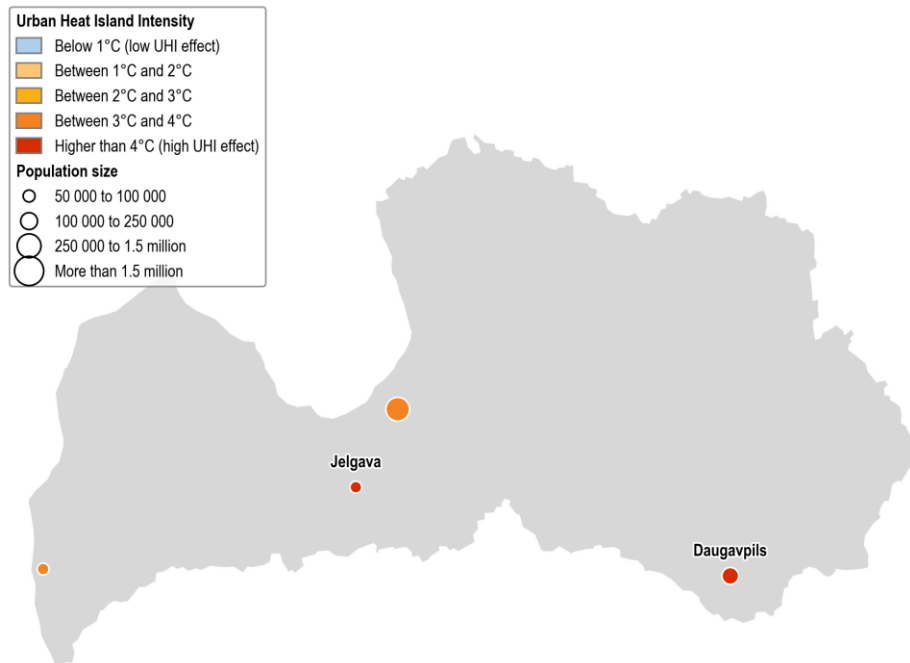 Urban Heat Island Intensity
Below 1°C (low UHI effect)
Between 1°C and 2°C
Between 2°C and 3°C
Between 3°C and 4°C
Higher than 4°C (high UHI effect)
Population size
50 000 to 100 000
100 000 to 250 000
250 000 to 1.5 million
More than 1.5 million
Jelgava
Daugavpils